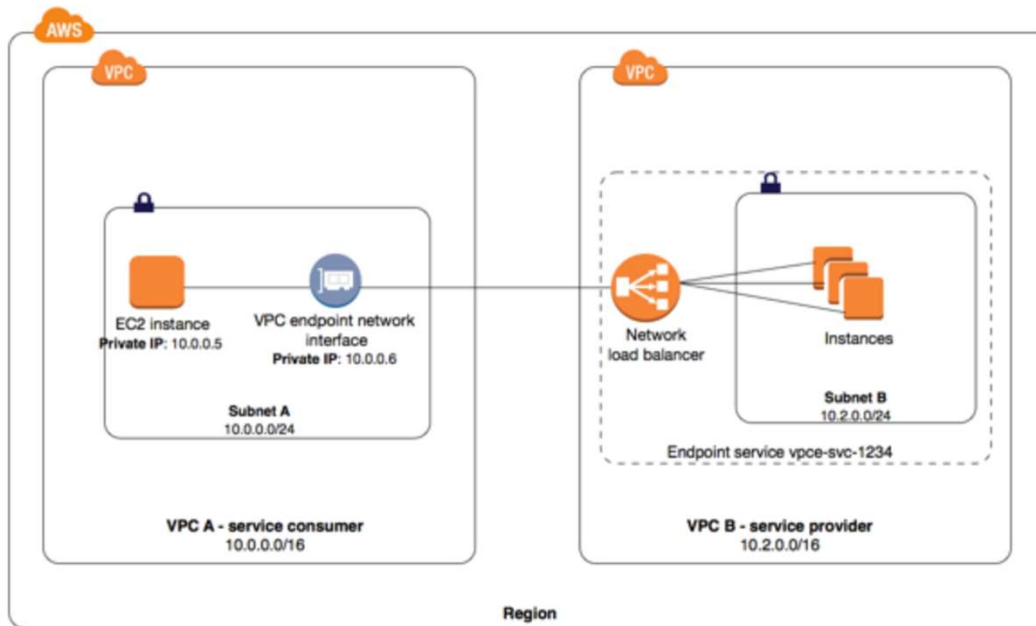 AWS
VPC
VPC
EC2 instance
Private IP: 10.0.0.5
VPC endpoint network
interface
Private IP: 10.0.0.6
Subnet A
10.0.0.0/24
VPC A - service consumer
10.0.0.0/16
Network
load balancer
Instances
Subnet B
10.2.0.0/24
Endpoint service vpce-svc-1234
VPC B - service provider
10.2.0.0/16
Region